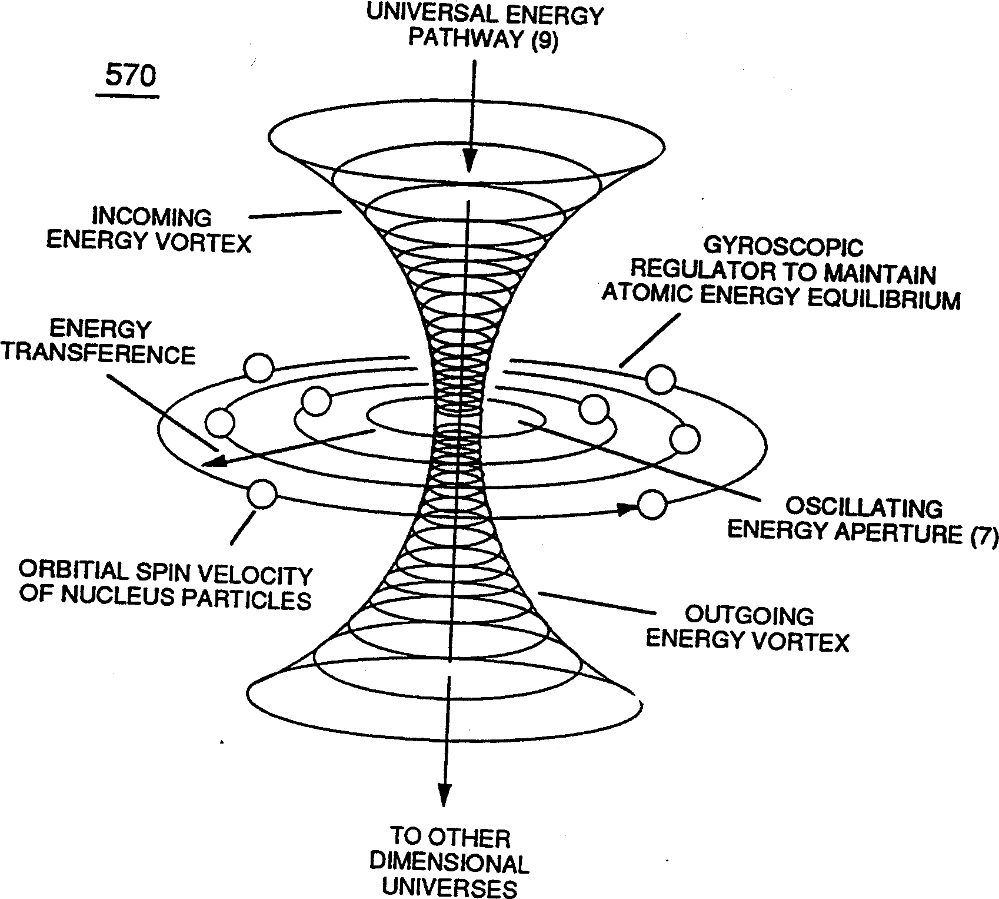 UNIVERSAL ENERGY
PATHWAY (9)
570
INCOMING
ENERGY VORTEX
GYROSCOPIC
REGULATOR TO MAINTAIN
ATOMIC ENERGY EQUILIBRIUM
ENERGY
TRANSFERENCE
OSCILLATING
ENERGY APERTURE (7)
ORBITIAL SPIN VELOCITY
OF NUCLEUS PARTICLES
OUTGOING
ENERGY VORTEX
TO OTHER
DIMENSIONAL
UNIVERSES